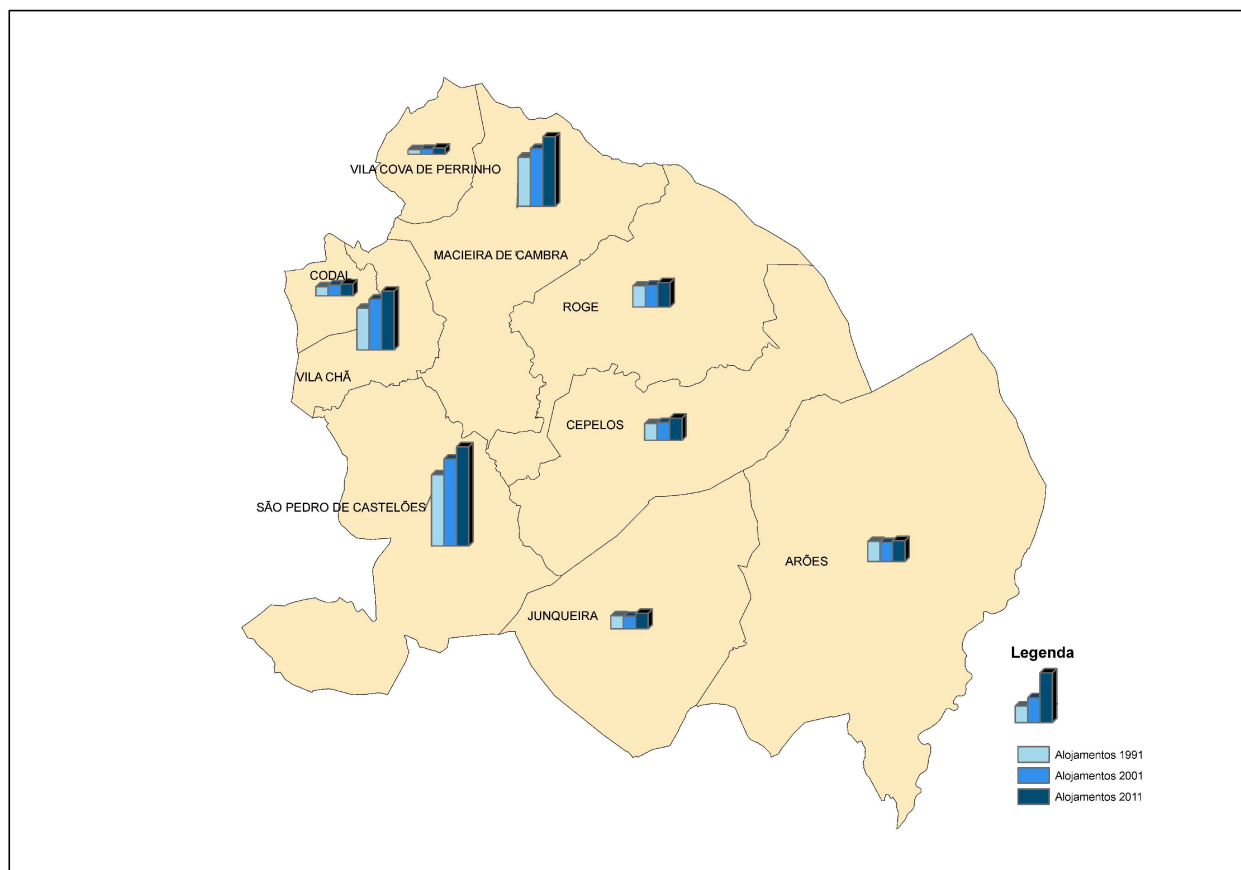 VILA COVA DE PERRINHO
MACIEIRA DE CAMBRA
CODAL
ROGE
VILA CHÃ
CEPELOS
SÃO PEDRO DE CASTELÕES
ARÕES
JUNQUEIRA
Legenda
Alojamentos 1991
Alojamentos 2001
Alojamentos 2011